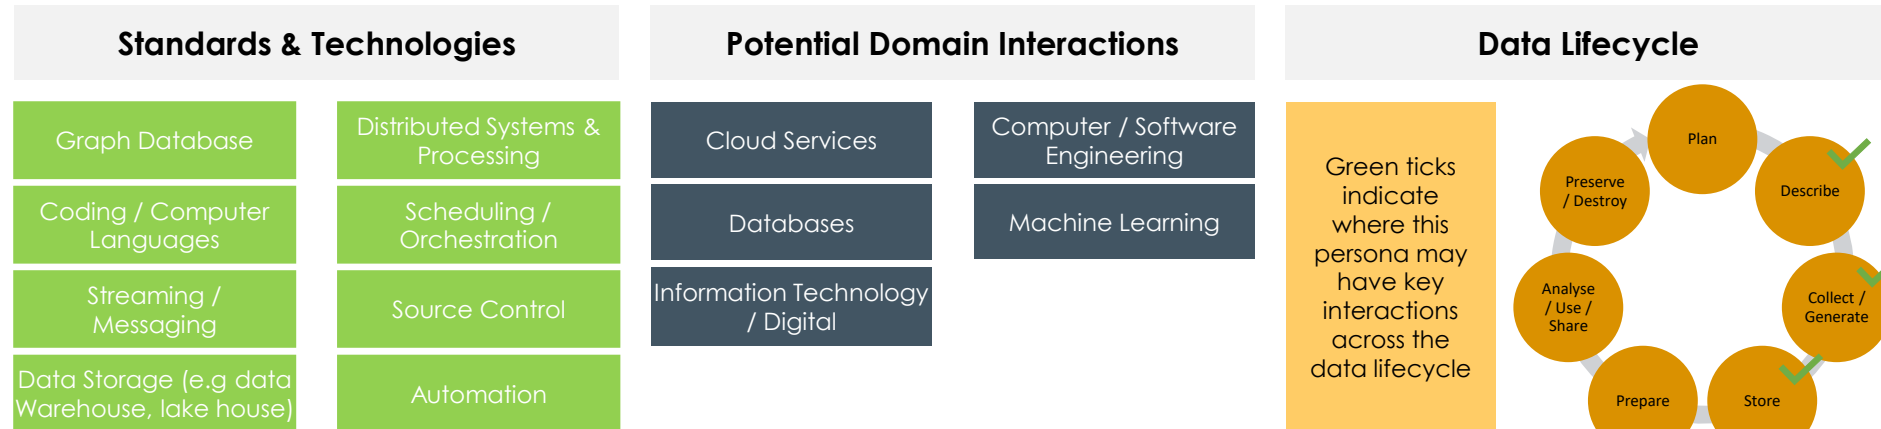 Standards & Technologies
Graph Database
Distributed Systems &
Processing
Coding / Computer
Languages
Scheduling /
Orchestration
Streaming /
Messaging
Source Control
Data Storage (e.g data
Warehouse, lake house)
Automation
Potential Domain Interactions
Cloud Services
Computer / Software
Engineering
Databases
Machine Learning
Information Technology
/ Digital
Data Lifecycle
Green ticks
indicate
where this
persona may
have key
interactions
across the
data lifecycle
Plan
Describe
Collect /
Generate
Store
Prepare
Analyse
/ Use /
Share
Preserve
/ Destroy